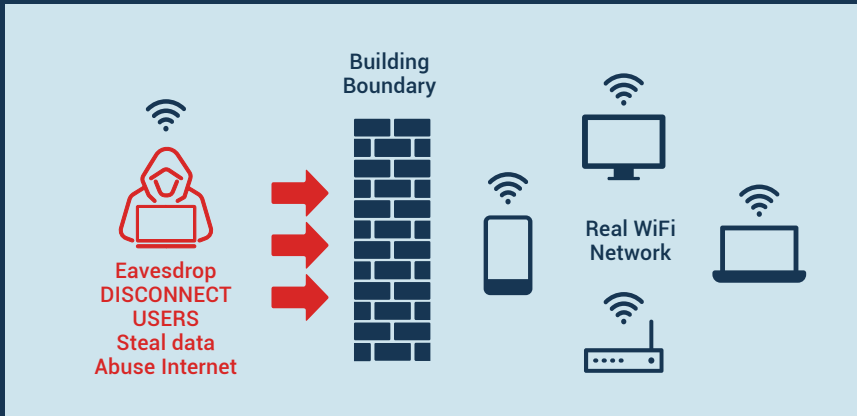 Building
Boundary
Real WiFi
Network
Eavesdrop
DISCONNECT
USERS
Steal data
Abuse Internet